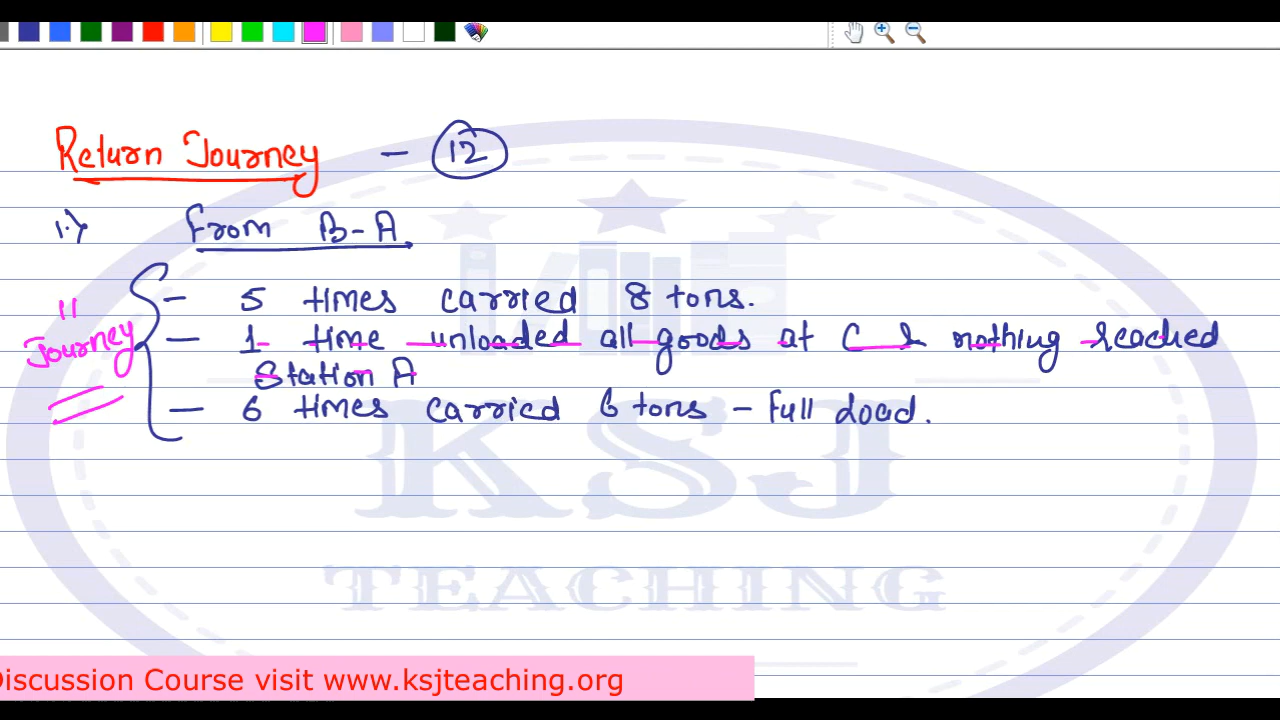 Return Journey - 12
1.) From B-A
- 5 times carried 8 tons.
11 - 1 time unloaded all goods at C & nothing reached
Journey Station A
- 6 times carried 6 tons - Full Load.
KSJ
TEACHING
Discussion Course visit www.ksjteaching.org